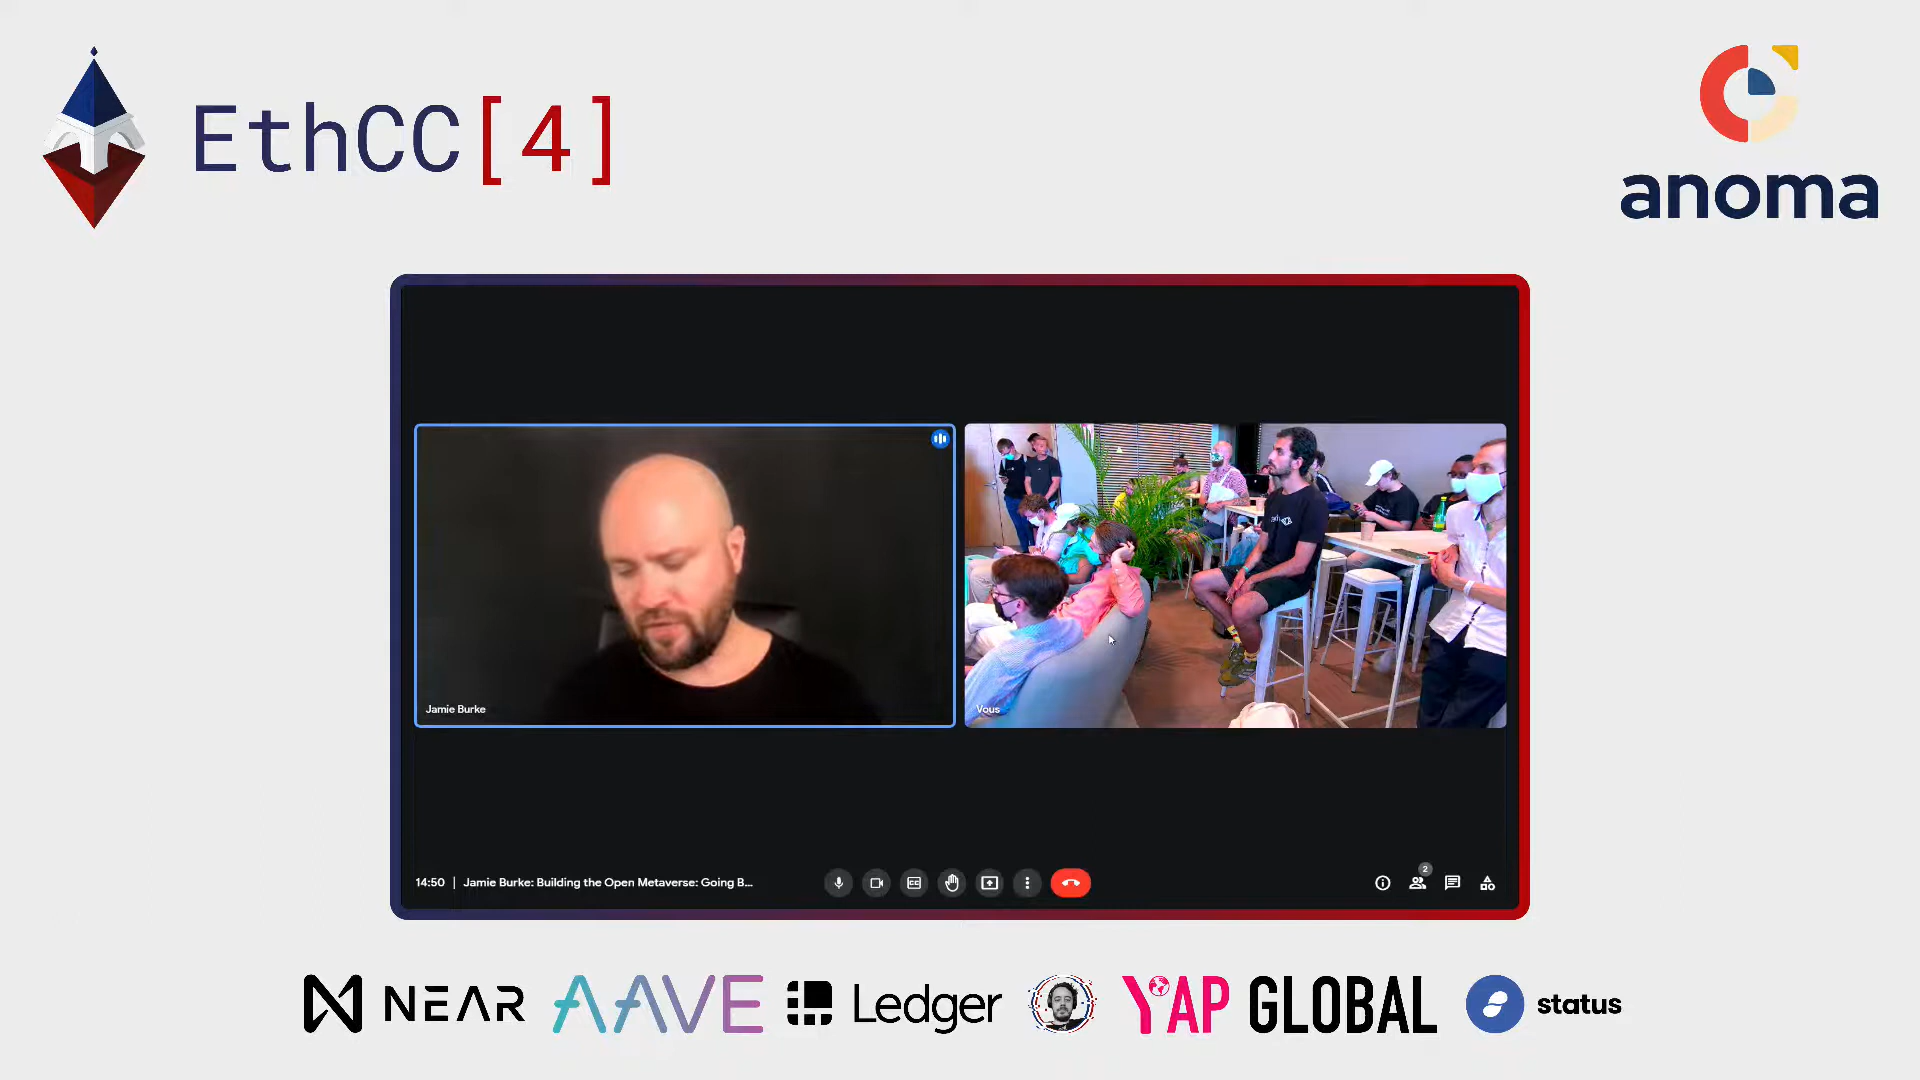 EthCC[4]
anoma
Jamie Burke
Vous
14:50 | Jamie Burke: Building the Open Metaverse: Going B...
2
NEAR
AAVE
Ledger
YAP GLOBAL
status